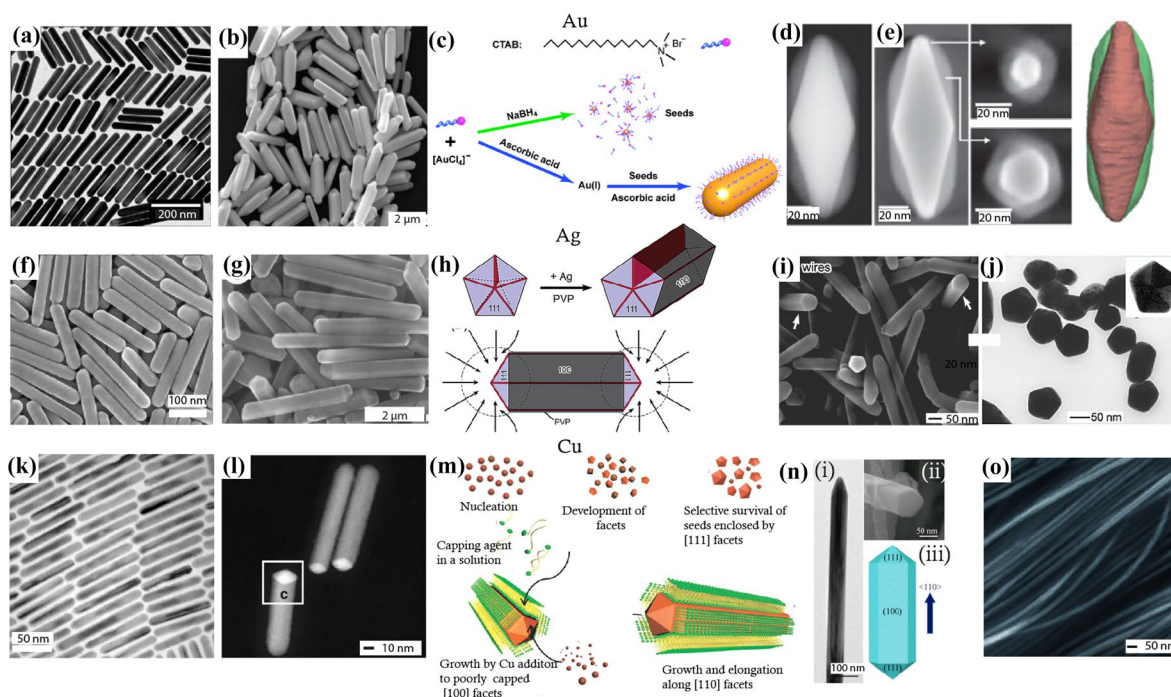 Au
(a)
200 nm
(b)
2 μm
(c)
CTAB:
N
+
Br⁻
NaBH₄
Seeds
+
[AuCl₄]⁻
Ascorbic acid
Au(I)
Seeds
Ascorbic acid
(d)
20 nm
(e)
20 nm
20 nm
20 nm
Ag
(f)
100 nm
(g)
2 μm
(h)
111
+ Ag
PVP
111
100
111
100
111
PVP
(i)
wires
20 nm
50 nm
(j)
50 nm
Cu
(k)
50 nm
(l)
c
10 nm
(m)
Nucleation
Development of
facets
Selective survival of
seeds enclosed by
[111] facets
Capping agent
in a solution
Growth by Cu additon
to poorly capped
[100] facets
Growth and elongation
along [110] facets
(n)
(i)
100 nm
(ii)
50 nm
(iii)
(111)
(100)
(111)
<110>
(o)
50 nm